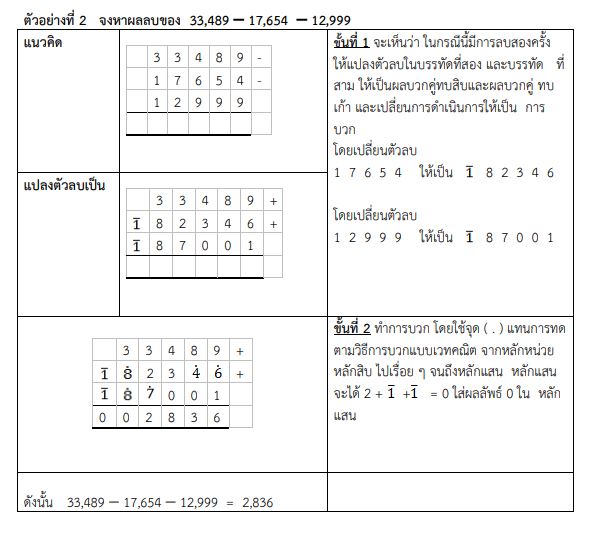 ตัวอย่างที่ 2 จงหาผลลบของ 33,489 – 17,654 – 12,999
แนวคิด
3 3 4 8 9 -
1 7 6 5 4 -
1 2 9 9 9
ขั้นที่ 1 จะเห็นว่า ในกรณีนี้มีการลบสองครั้ง
ให้แปลงตัวลบในบรรทัดที่สอง และบรรทัด ที่
สาม ให้เป็นผลบวกคู่ทบสิบและผลบวกคู่ ทบ
เก้า และเปลี่ยนการดำเนินการให้เป็น การ
บวก
โดยเปลี่ยนตัวลบ
1 7 6 5 4 ให้เป็น 1̅ 8 2 3 4 6
แปลงตัวลบเป็น
3 3 4 8 9 +
1̅ 8 2 3 4 6 +
1̅ 8 7 0 0 1
โดยเปลี่ยนตัวลบ
1 2 9 9 9 ให้เป็น 1̅ 8 7 0 0 1
3 3 4 8 9 +
1̅ 8̇ 2 3 4̇ 6̇ +
1̅ 8̇ 7̇ 0 0 1
0 0 2 8 3 6
ขั้นที่ 2 ทำการบวก โดยใช้จุด ( . ) แทนการทด
ตามวิธีการบวกแบบเวทคณิต จากหลักหน่วย
หลักสิบ ไปเรื่อย ๆ จนถึงหลักแสน หลักแสน
จะได้ 2 + 1̅ +1̅ = 0 ใส่ผลลัพธ์ 0 ใน หลัก
แสน
ดังนั้น 33,489 – 17,654 – 12,999 = 2,836